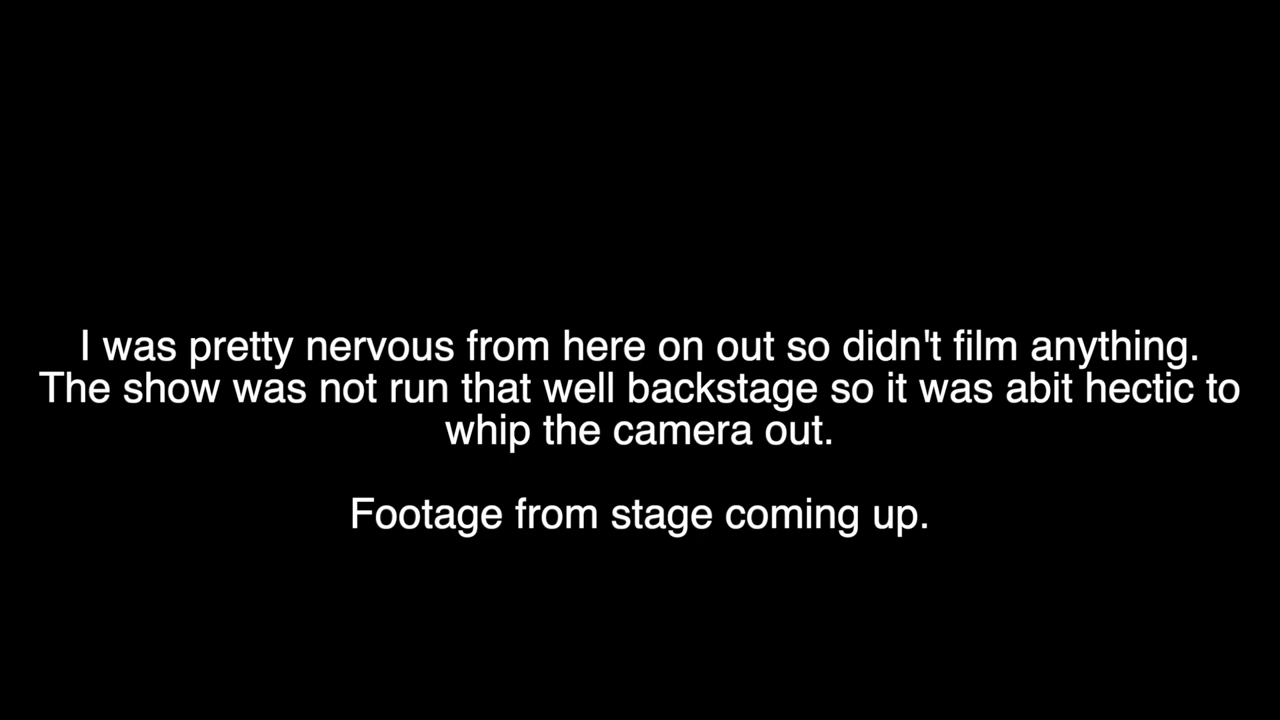 I was pretty nervous from here on out so didn't film anything.
The show was not run that well backstage so it was abit hectic to
whip the camera out.
Footage from stage coming up.